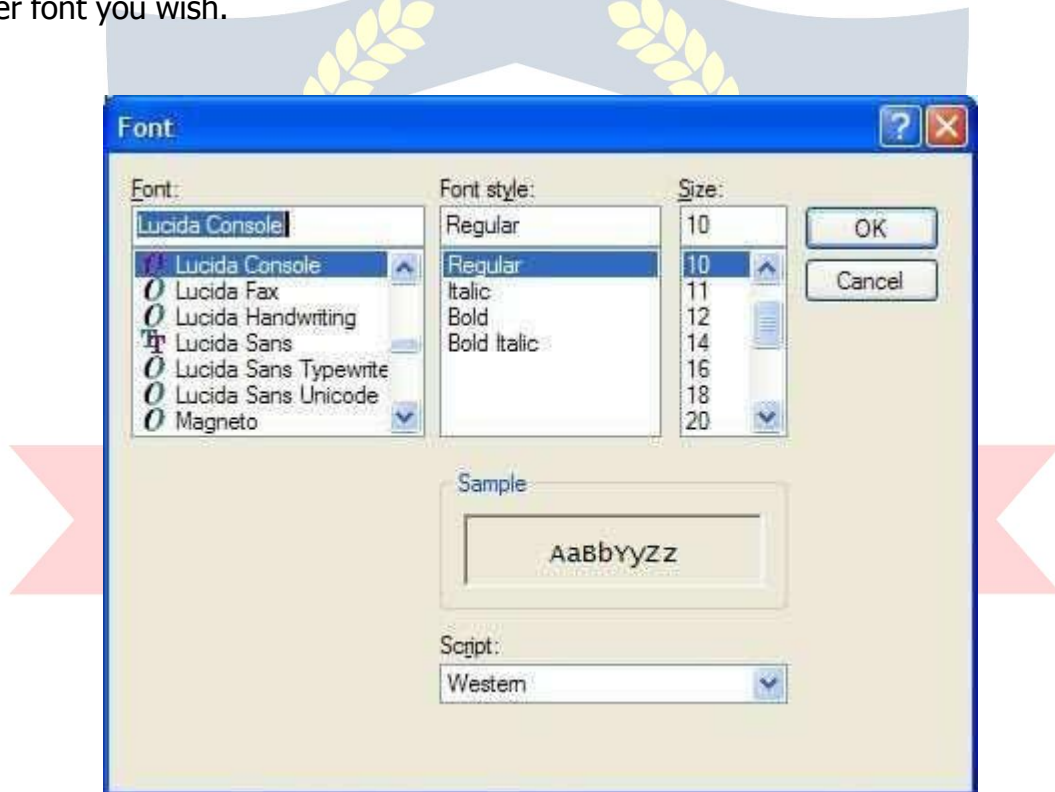 er font you wish.
Font
Font: Font style: Size:
Lucida Console Regular 10 OK
Lucida Console Regular 10
Lucida Fax Italic 11 Cancel
Lucida Handwriting Bold 12
Lucida Sans Bold Italic 14
Lucida Sans Typewrite 16
Lucida Sans Unicode 18
Magneto 20
Sample
AaBbYyZz
Script:
Western